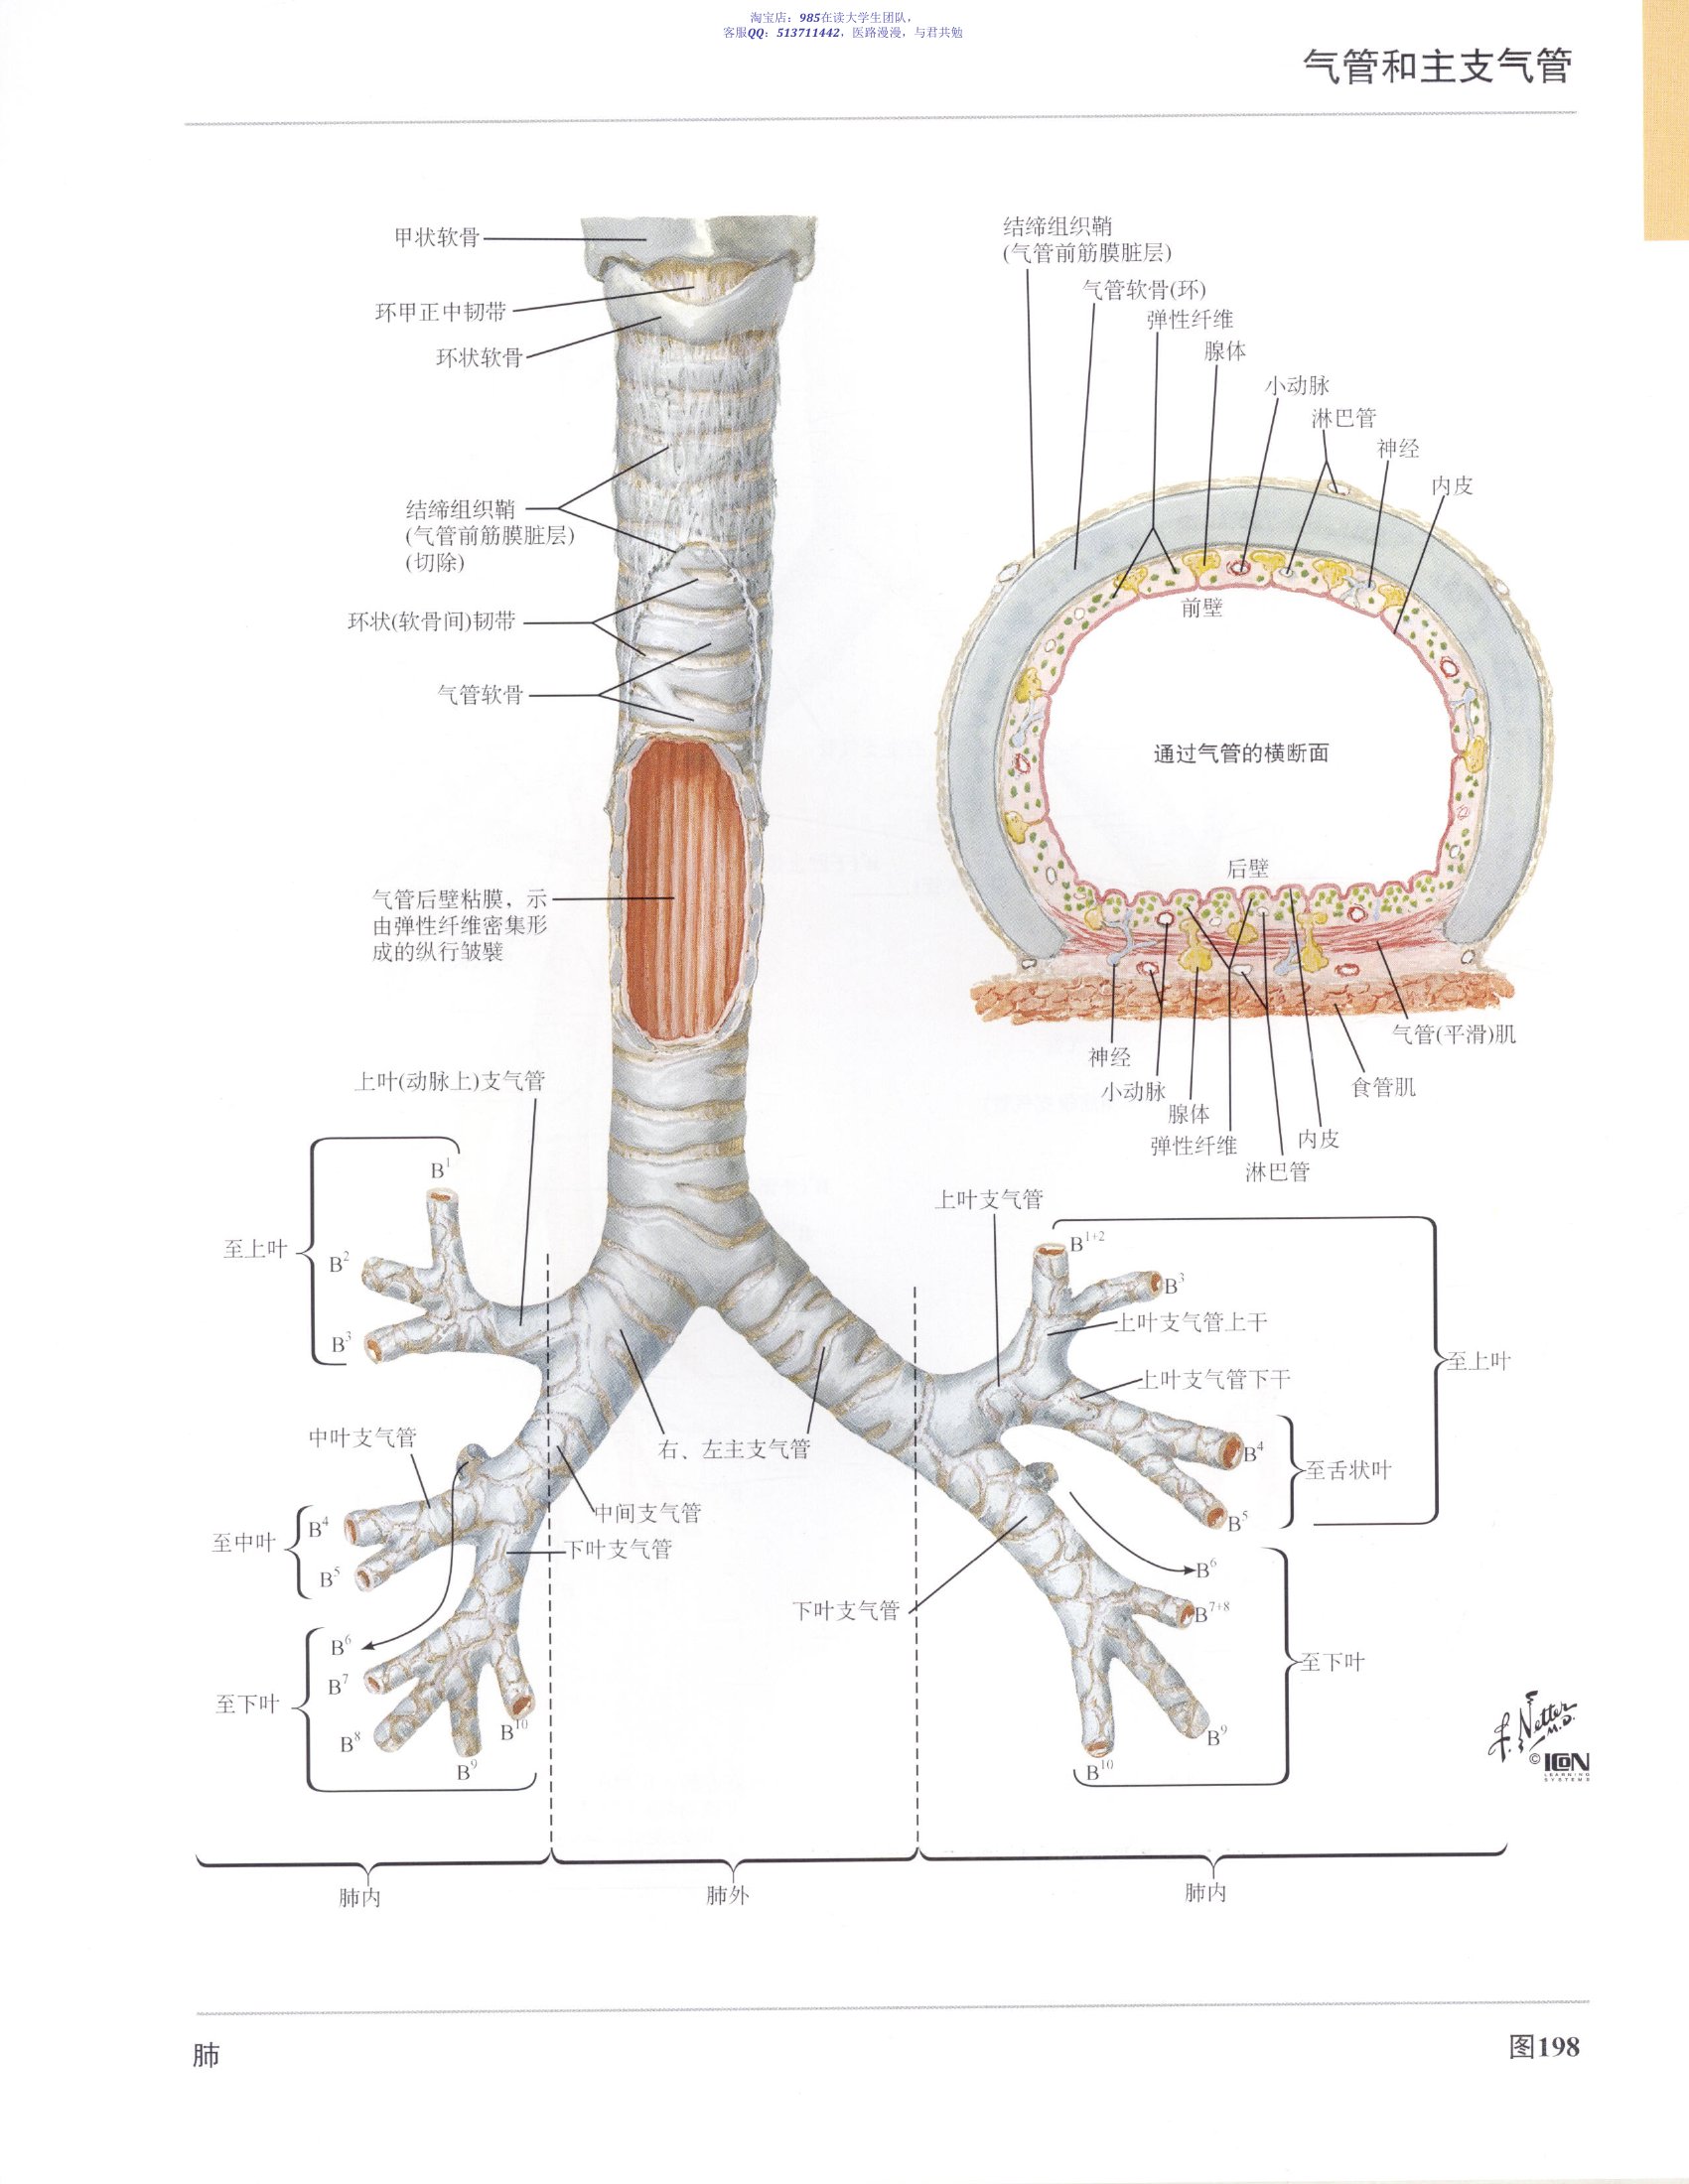 淘宝店：985在读大学生团队，
客服QQ：513711442，医路漫漫，与君共勉
气管和主支气管
甲状软骨
环甲正中韧带
环状软骨
结缔组织鞘
(气管前筋膜脏层)
(切除)
环状(软骨间)韧带
气管软骨
气管后壁粘膜，示
由弹性纤维密集形
成的纵行皱襞
结缔组织鞘
(气管前筋膜脏层)
气管软骨(环)
弹性纤维
腺体
小动脉
淋巴管
神经
内皮
前壁
通过气管的横断面
后壁
气管(平滑)肌
食管肌
神经
小动脉
腺体
弹性纤维
淋巴管
内皮
上叶(动脉上)支气管
至上叶
B¹
B²
B³
中叶支气管
至中叶
B⁴
B⁵
至下叶
B⁶
B⁷
B⁸
B⁹
B¹⁰
右、左主支气管
中间支气管
下叶支气管
下叶支气管
上叶支气管
B¹⁺²
B³
上叶支气管上干
上叶支气管下干
至上叶
B⁴
至舌状叶
B⁵
B⁶
B⁷⁺⁸
至下叶
B⁹
B¹⁰
F. Netter
M.D.
© ICON
LEARNING
SYSTEMS
肺内
肺外
肺内
肺
图198